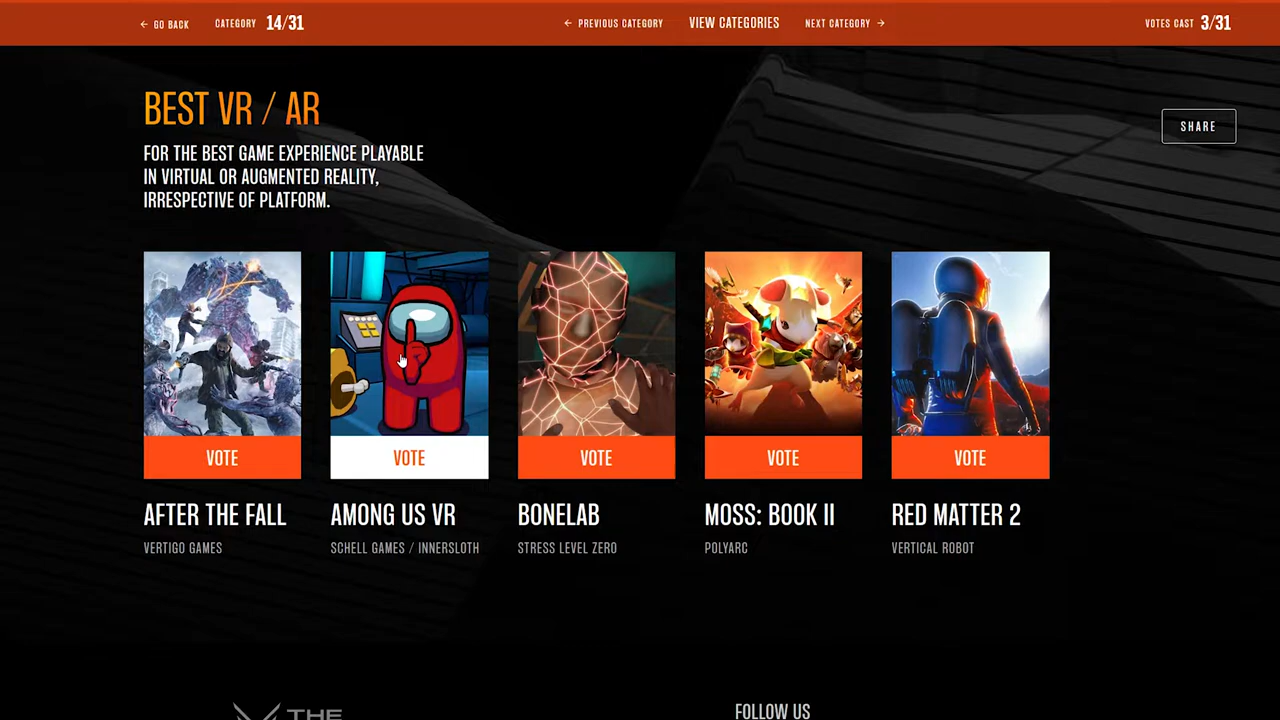 ← GO BACK
CATEGORY 14/31
← PREVIOUS CATEGORY
VIEW CATEGORIES
NEXT CATEGORY →
VOTES CAST 3/31
BEST VR / AR
SHARE
FOR THE BEST GAME EXPERIENCE PLAYABLE
IN VIRTUAL OR AUGMENTED REALITY,
IRRESPECTIVE OF PLATFORM.
VOTE
VOTE
VOTE
VOTE
VOTE
AFTER THE FALL
VERTIGO GAMES
AMONG US VR
SCHELL GAMES / INNERSLOTH
BONELAB
STRESS LEVEL ZERO
MOSS: BOOK II
POLYARC
RED MATTER 2
VERTICAL ROBOT
THE
FOLLOW US